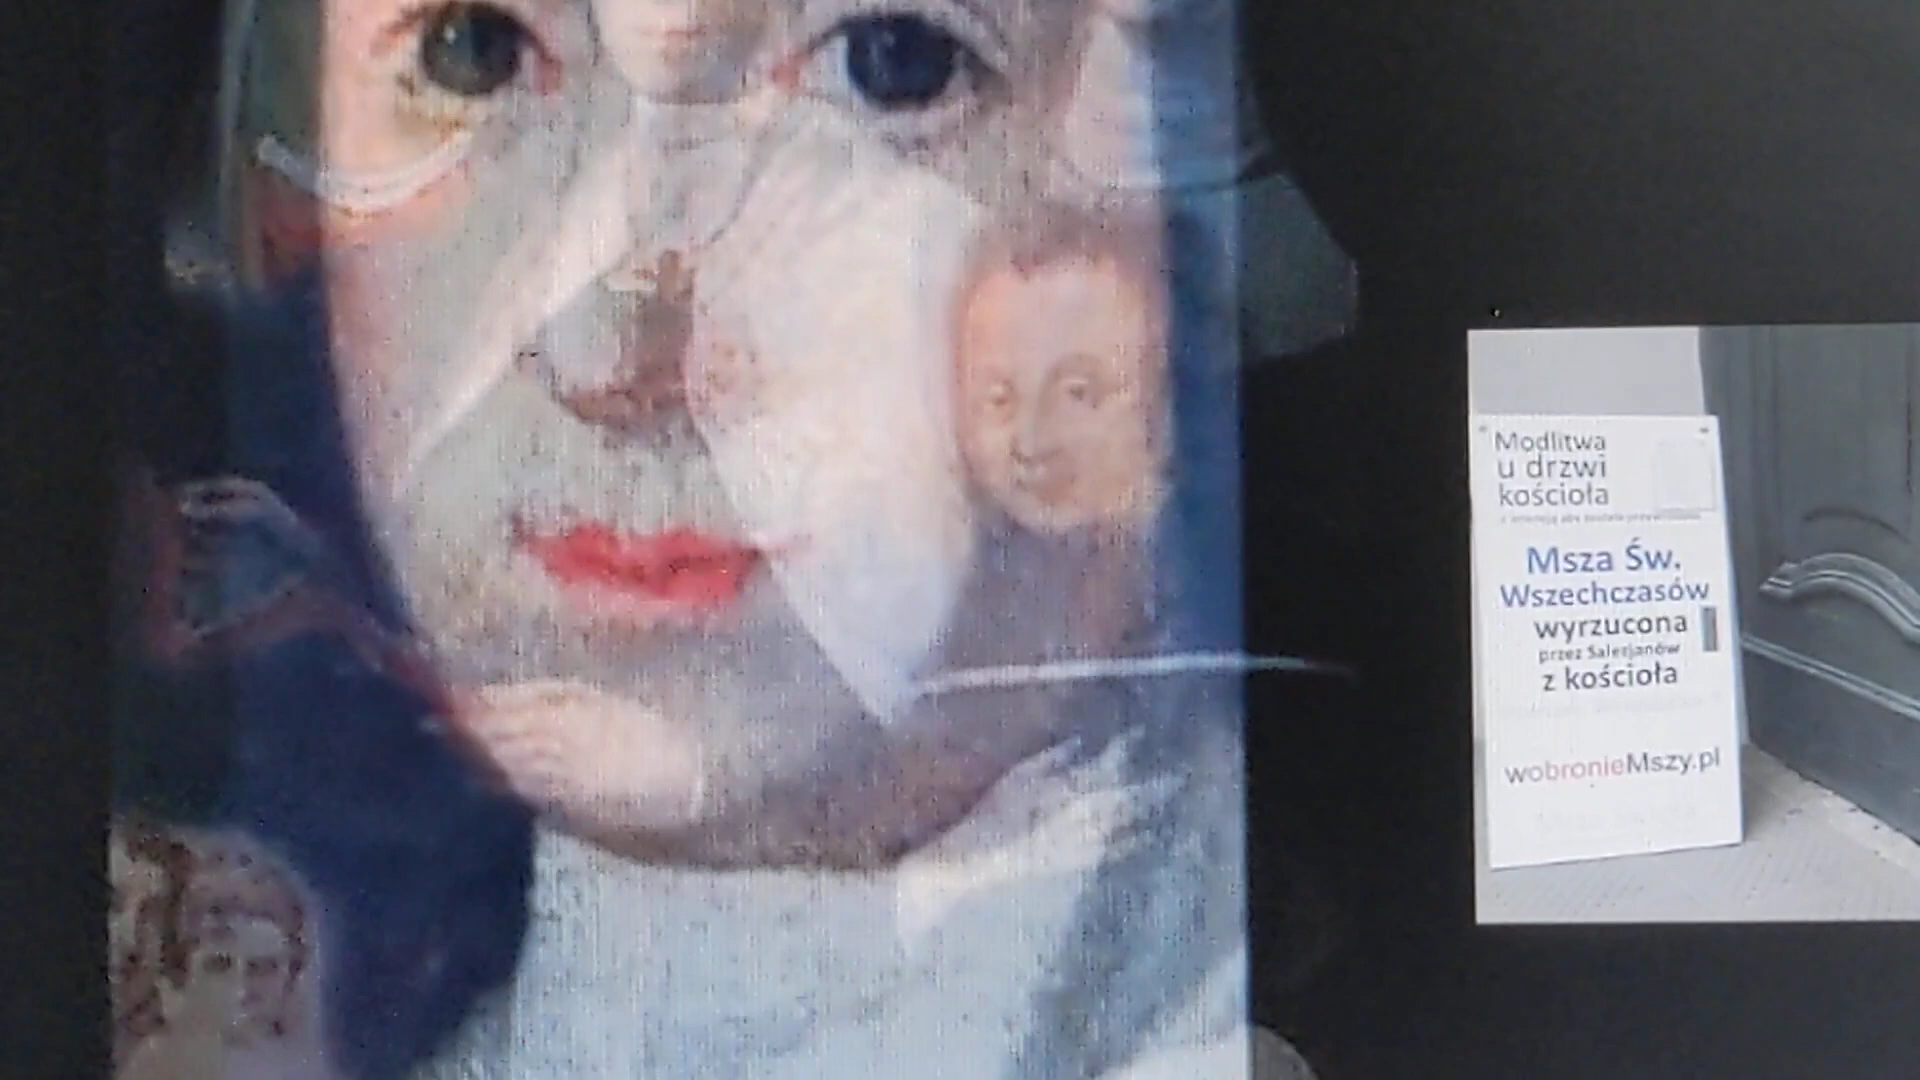 Modlitwa
u drzwi
kościoła
Msza Św.
Wszechczasów
wyrzucona
przez Salezjanów
z kościoła
wobronieMszy.pl